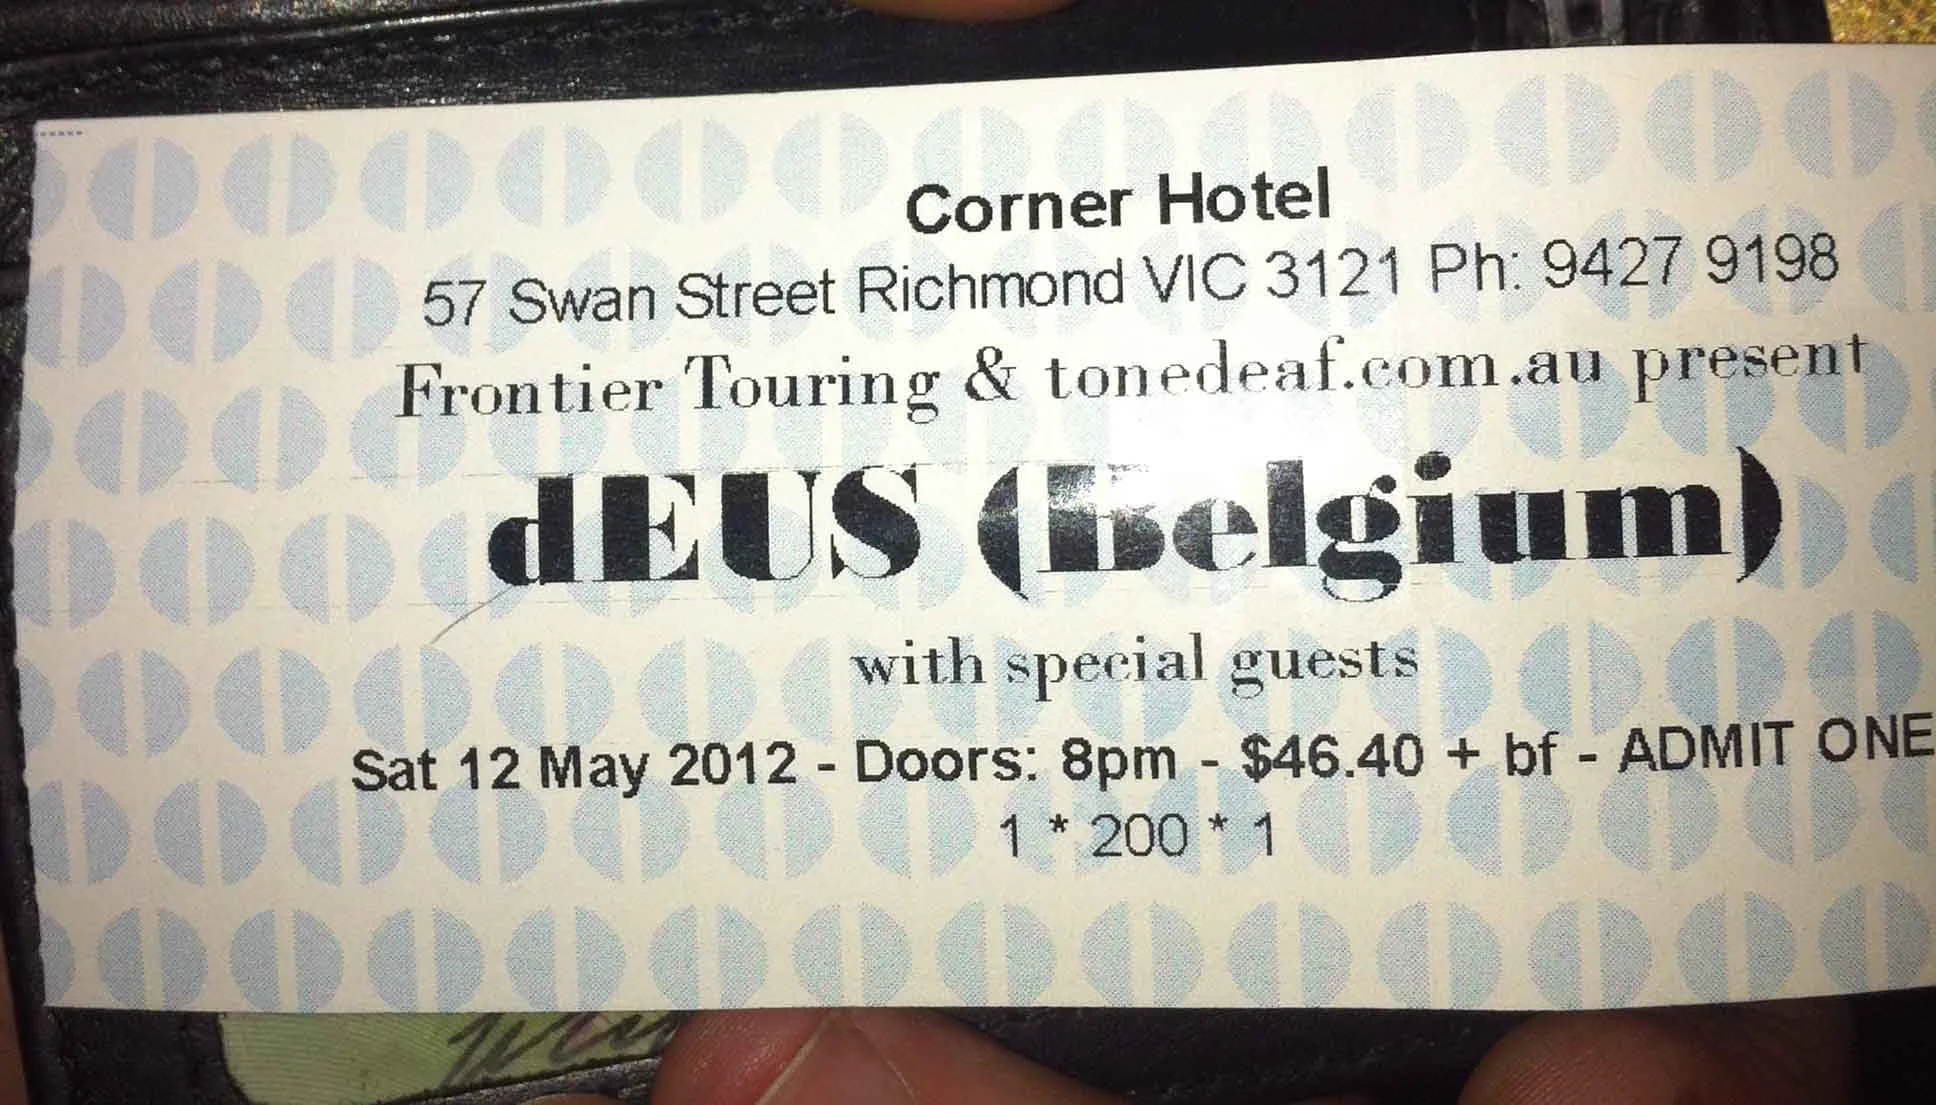 Corner Hotel
57 Swan Street Richmond VIC 3121 Ph: 9427 9198
Frontier Touring & tonedeaf.com.au present
dEUS (Belgium)
with special guests
Sat 12 May 2012 - Doors: 8pm - $46.40 + bf - ADMIT ONE
1 * 200 * 1